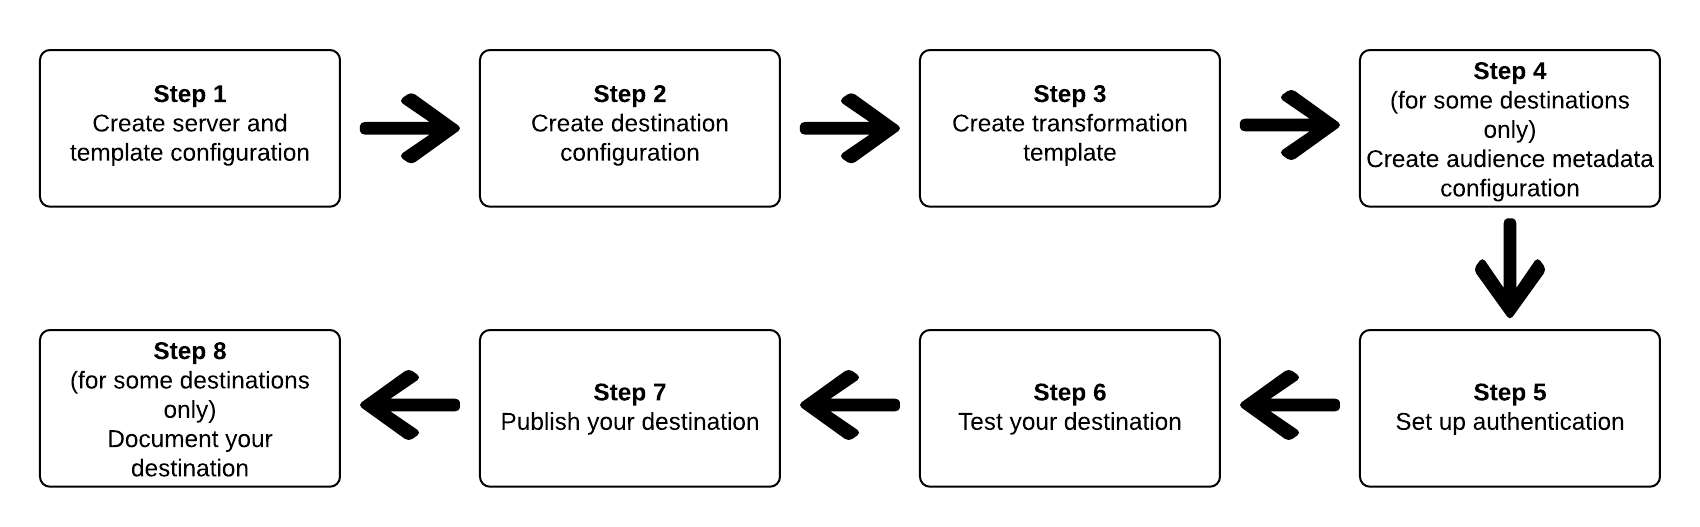 Step 1
Create server and
template configuration
Step 2
Create destination
configuration
Step 3
Create transformation
template
Step 4
(for some destinations
only)
Create audience metadata
configuration
Step 5
Set up authentication
Step 6
Test your destination
Step 7
Publish your destination
Step 8
(for some destinations
only)
Document your
destination